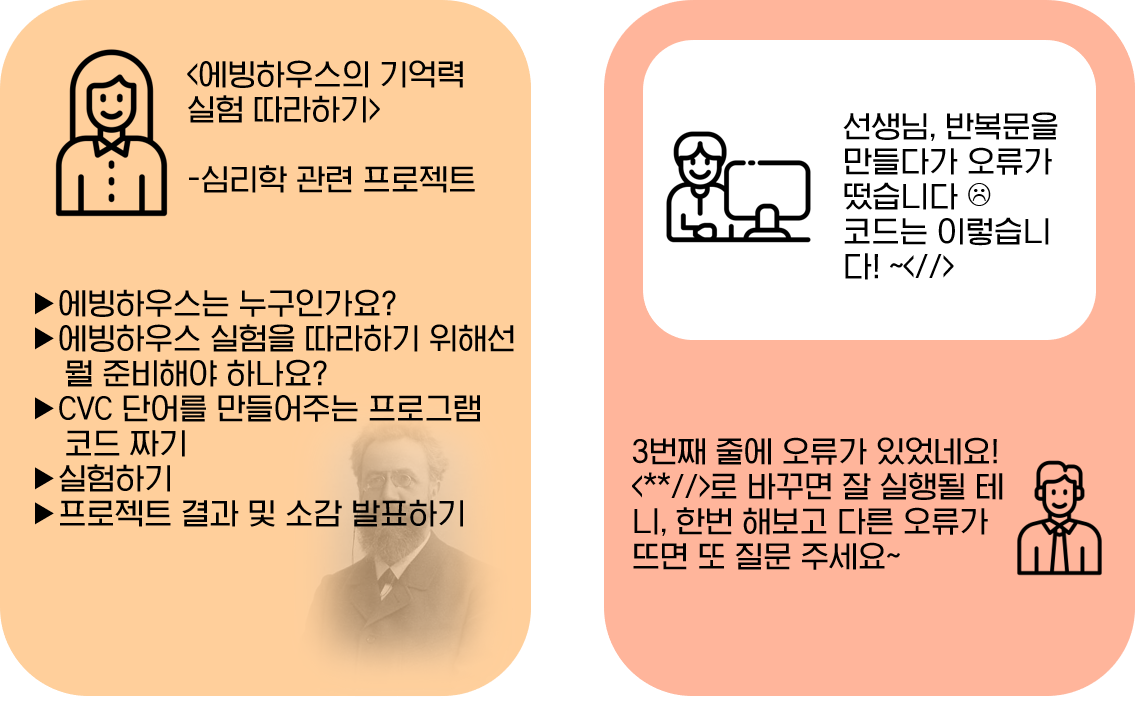 <에빙하우스의 기억력
실험 따라하기>
-심리학 관련 프로젝트
▶에빙하우스는 누구인가요?
▶에빙하우스 실험을 따라하기 위해선
뭘 준비해야 하나요?
▶CVC 단어를 만들어주는 프로그램
코드 짜기
▶실험하기
▶프로젝트 결과 및 소감 발표하기
선생님, 반복문을
만들다가 오류가
떴습니다 ☹
코드는 이렇습니
다! ~<//>
3번째 줄에 오류가 있었네요!
<**//>로 바꾸면 잘 실행될 테
니, 한번 해보고 다른 오류가
뜨면 또 질문 주세요~